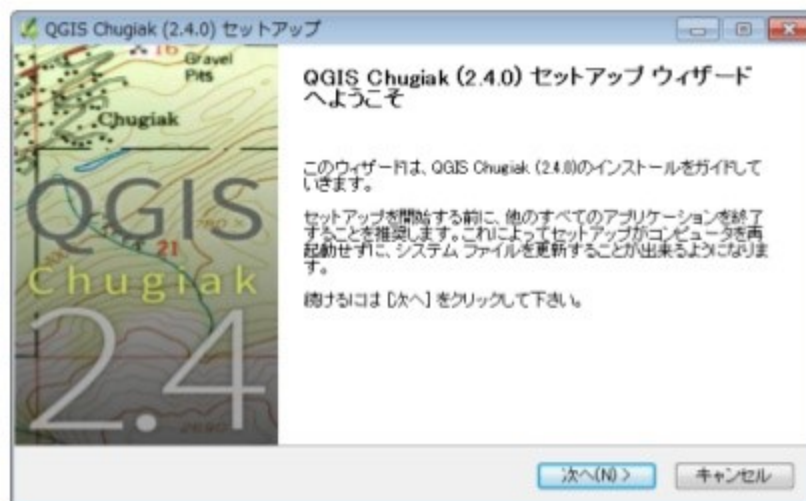 QGIS Chugiak (2.4.0) セットアップ
16
Gravel
Pits
Chugiak
QGIS
21
Chugiak
2.4
QGIS Chugiak (2.4.0) セットアップ ウィザード
へようこそ
このウィザードは、QGIS Chugiak (2.4.0)のインストールをガイドして
いきます。
セットアップを開始する前に、他のすべてのアプリケーションを終了
することを推奨します。これによってセットアップがコンピュータを再
起動せずに、システム ファイルを更新することが出来るようになりま
す。
続けるには [次へ] をクリックして下さい。
次へ(N) >
キャンセル